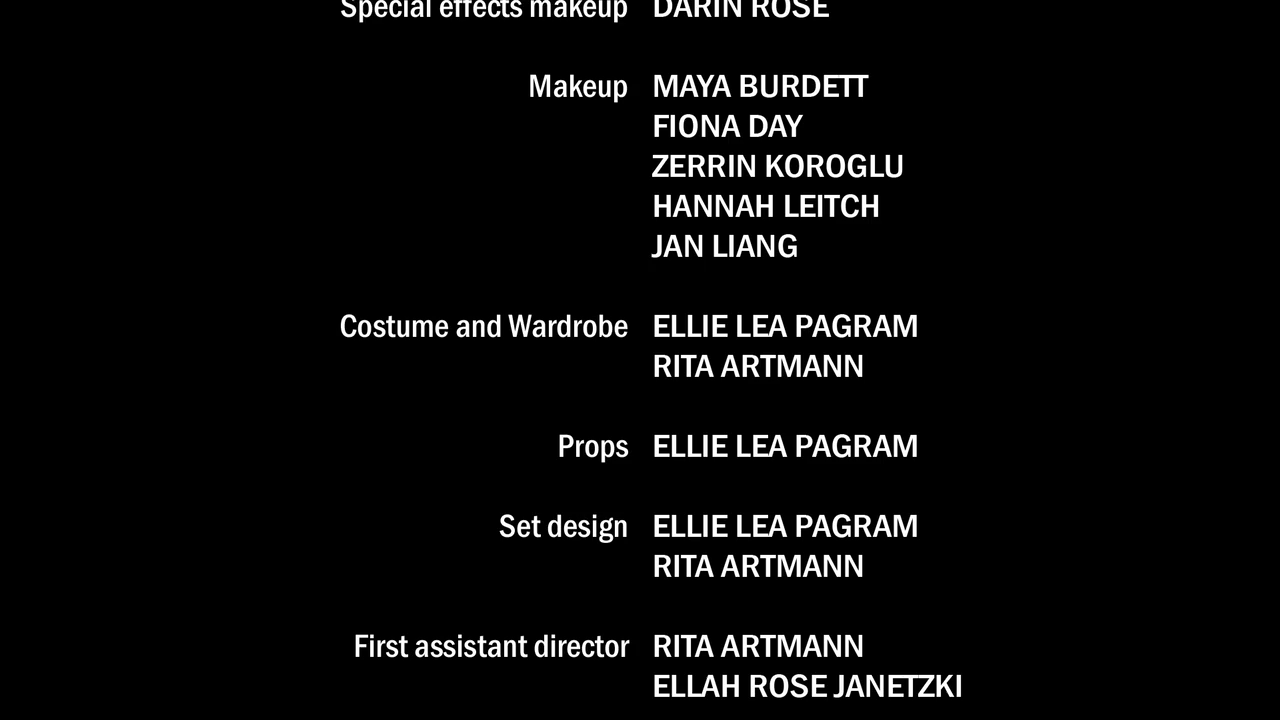 Special effects makeup DARIN ROSE
Makeup MAYA BURDETT
FIONA DAY
ZERRIN KOROGLU
HANNAH LEITCH
JAN LIANG
Costume and Wardrobe ELLIE LEA PAGRAM
RITA ARTMANN
Props ELLIE LEA PAGRAM
Set design ELLIE LEA PAGRAM
RITA ARTMANN
First assistant director RITA ARTMANN
ELLAH ROSE JANETZKI